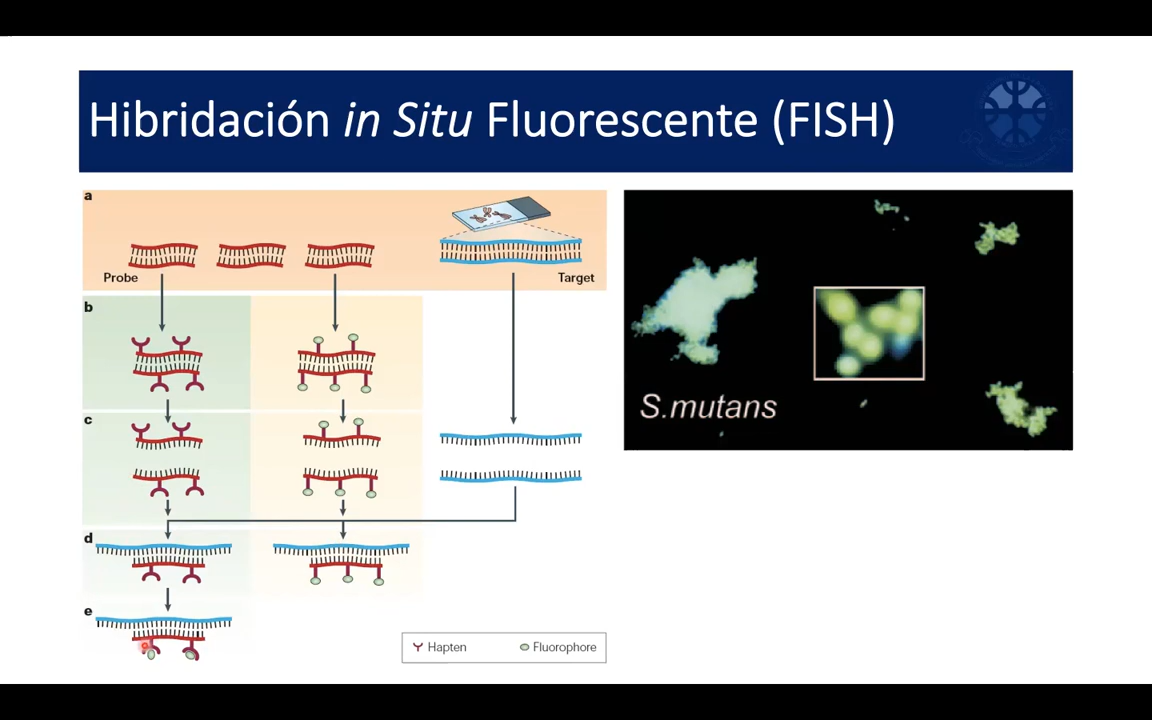 Hibridación in Situ Fluorescente (FISH)
a
Probe
Target
b
c
d
e
Hapten
Fluorophore
S.mutans